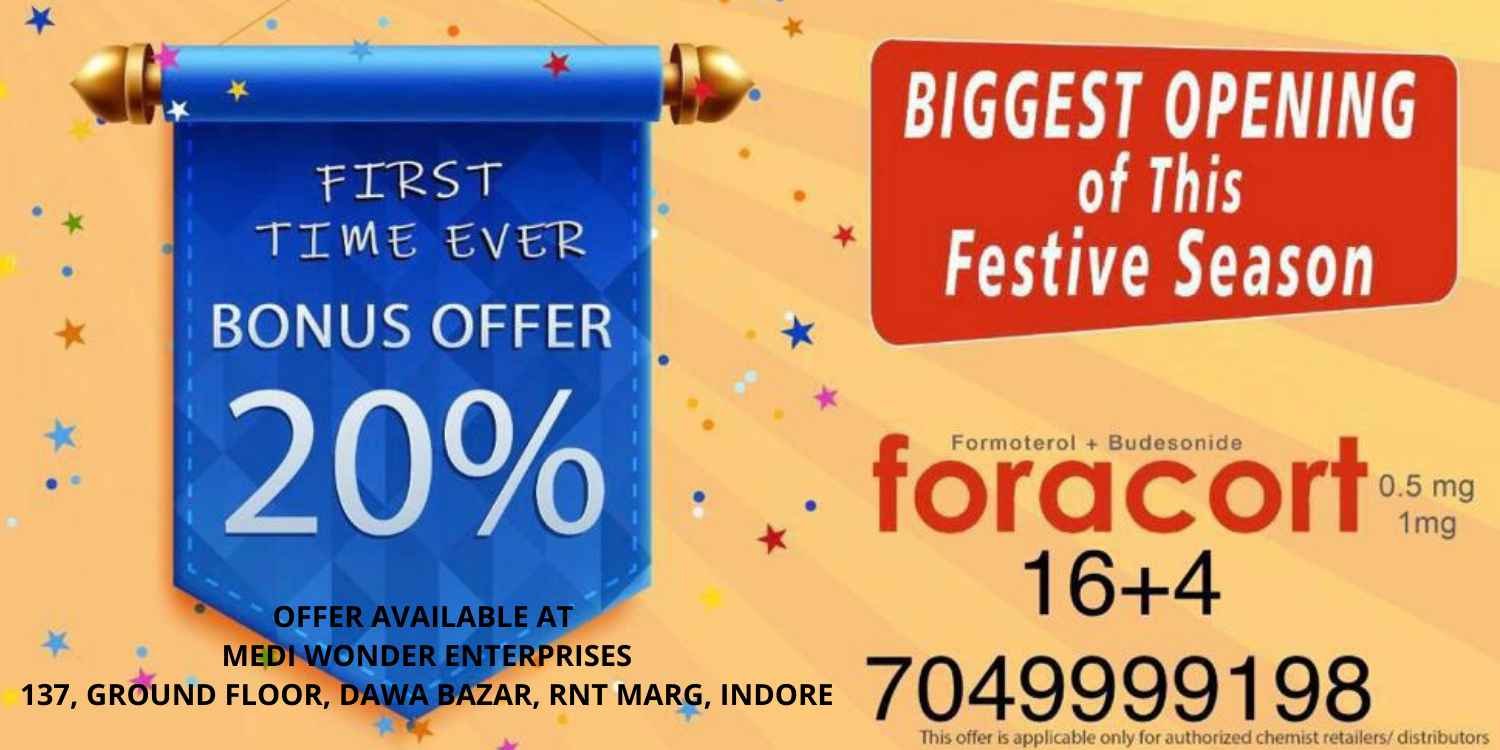 FIRST
TIME EVER
BONUS OFFER
20%
OFFER AVAILABLE AT
MEDI WONDER ENTERPRISES
137, GROUND FLOOR, DAWA BAZAR, RNT MARG, INDORE
BIGGEST OPENING
of This
Festive Season
Formoterol + Budesonide
foracort 0.5 mg
1mg
16+4
7049999198
This offer is applicable only for authorized chemist retailers/ distributors